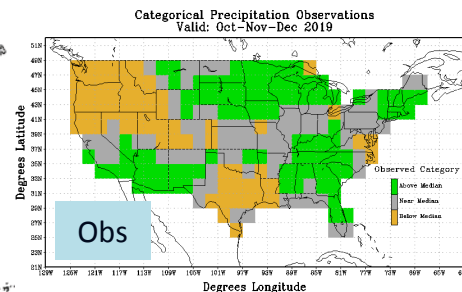 Categorical Precipitation Observations
Valid: Oct-Nov-Dec 2019
Degrees Latitude
51N
49N
47N
45N
43N
41N
39N
37N
35N
33N
31N
29N
27N
25N
23N
21N
Observed Category
Above Median
Near Median
Below Median
Obs
129W 125W 121W 117W 113W 109W 105W 101W 97W 93W 89W 85W 81W 77W 73W 69W 65W
Degrees Longitude